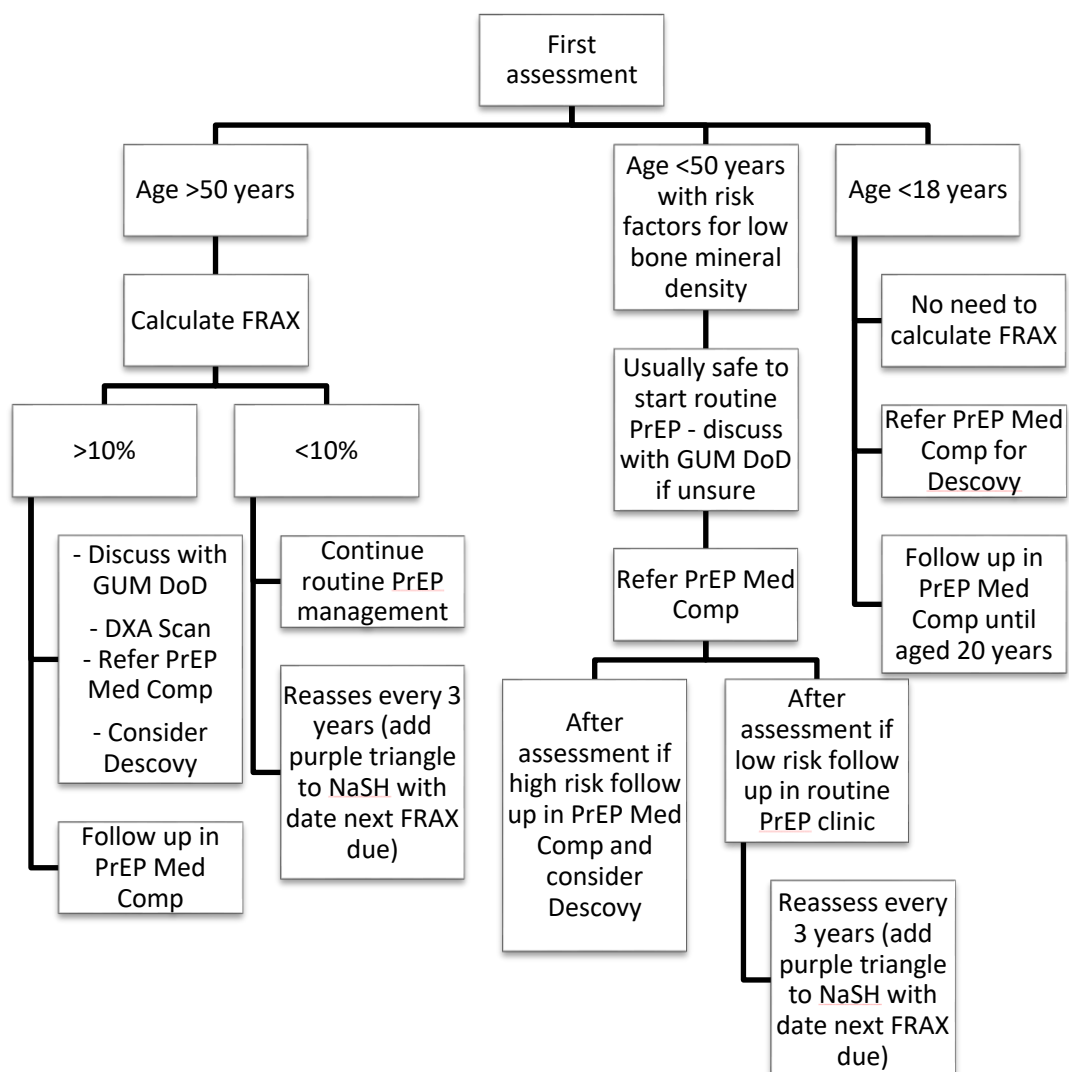 First
assessment
Age >50 years
Calculate FRAX
>10%
- Discuss with
GUM DoD
- DXA Scan
- Refer PrEP
Med Comp
- Consider
Descovy
Follow up in
PrEP Med
Comp
<10%
Continue
routine PrEP
management
Reasses every 3
years (add
purple triangle
to NaSH with
date next FRAX
due)
Age <50 years
with risk
factors for low
bone mineral
density
Usually safe to
start routine
PrEP - discuss
with GUM DoD
if unsure
Refer PrEP Med
Comp
After
assessment if
high risk follow
up in PrEP Med
Comp and
consider
Descovy
After
assessment if
low risk follow
up in routine
PrEP clinic
Reassess every
3 years (add
purple triangle
to NaSH with
date next FRAX
due)
Age <18 years
No need to
calculate FRAX
Refer PrEP Med
Comp for
Descovy
Follow up in
PrEP Med
Comp until
aged 20 years